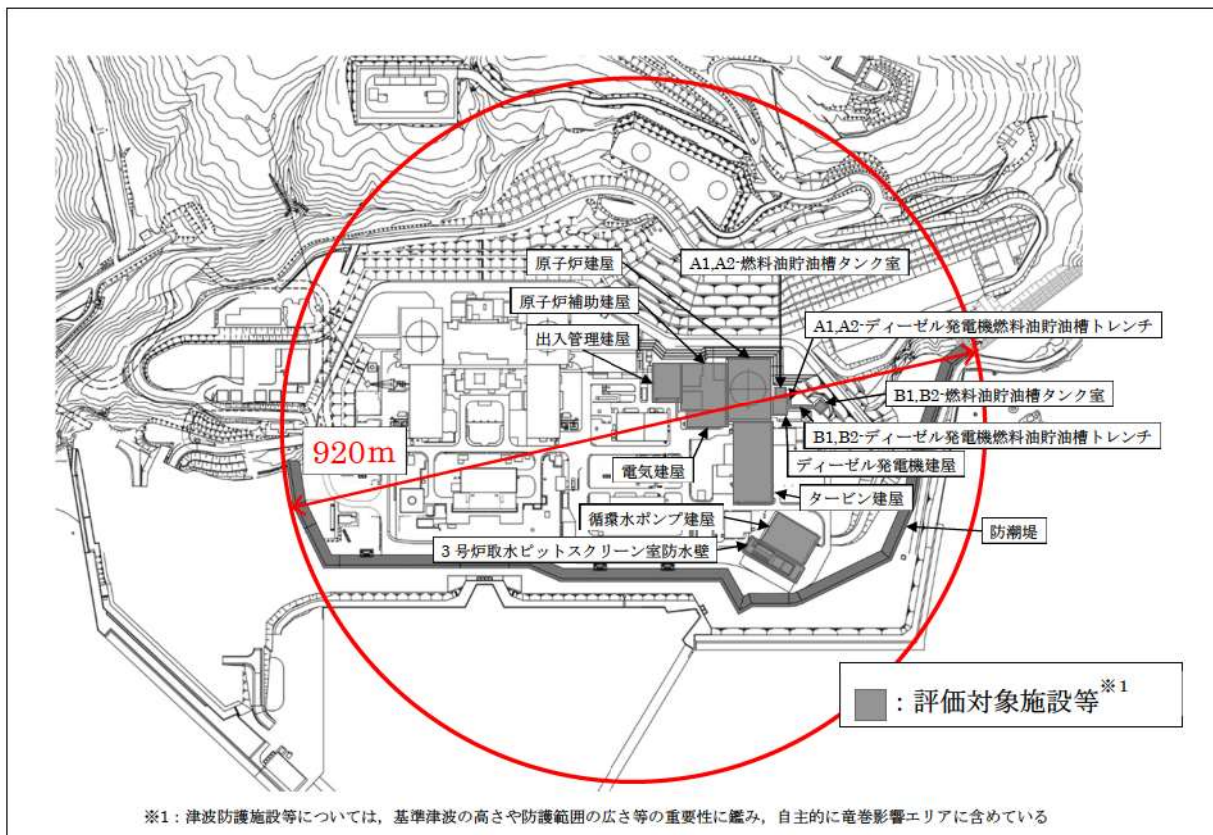 原子炉建屋
A1,A2-燃料油貯油槽タンク室
原子炉補助建屋
A1,A2-ディーゼル発電機燃料油貯油槽トレンチ
出入管理建屋
B1,B2-燃料油貯油槽タンク室
920m
B1,B2-ディーゼル発電機燃料油貯油槽トレンチ
電気建屋
ディーゼル発電機建屋
タービン建屋
循環水ポンプ建屋
防潮堤
3号炉取水ピットスクリーン室防水壁
：評価対象施設等※1
※1：津波防護施設等については，基準津波の高さや防護範囲の広さ等の重要性に鑑み，自主的に竜巻影響エリアに含めている